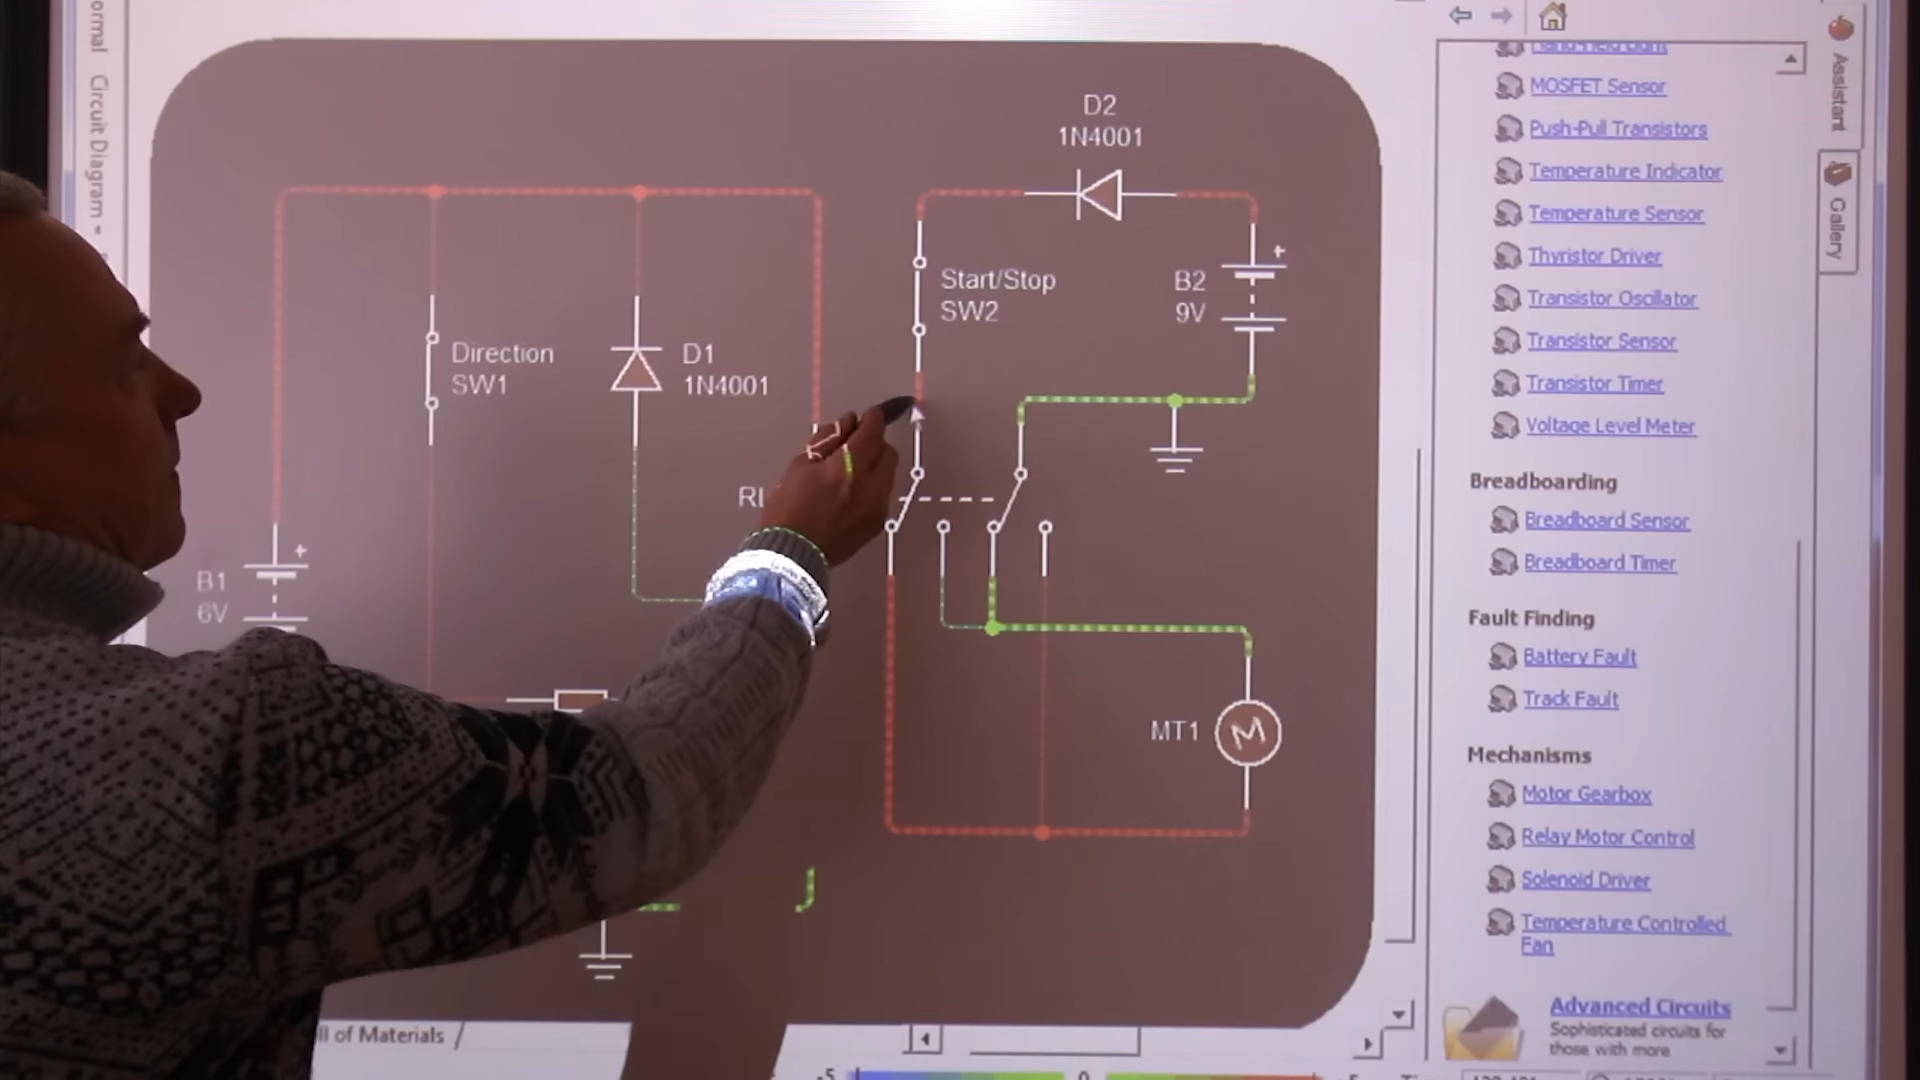 ormal
Circuit Diagram
D2
1N4001
Start/Stop
SW2
B2
9V
+
Direction
SW1
D1
1N4001
RL
B1
6V
+
MT1
M
ll of Materials
-5
0
MOSFET Sensor
Push-Pull Transistors
Temperature Indicator
Temperature Sensor
Thyristor Driver
Transistor Oscillator
Transistor Sensor
Transistor Timer
Voltage Level Meter
Breadboarding
Breadboard Sensor
Breadboard Timer
Fault Finding
Battery Fault
Track Fault
Mechanisms
Motor Gearbox
Relay Motor Control
Solenoid Driver
Temperature Controlled
Fan
Advanced Circuits
Sophisticated circuits for
those with more
Assistant
Gallery